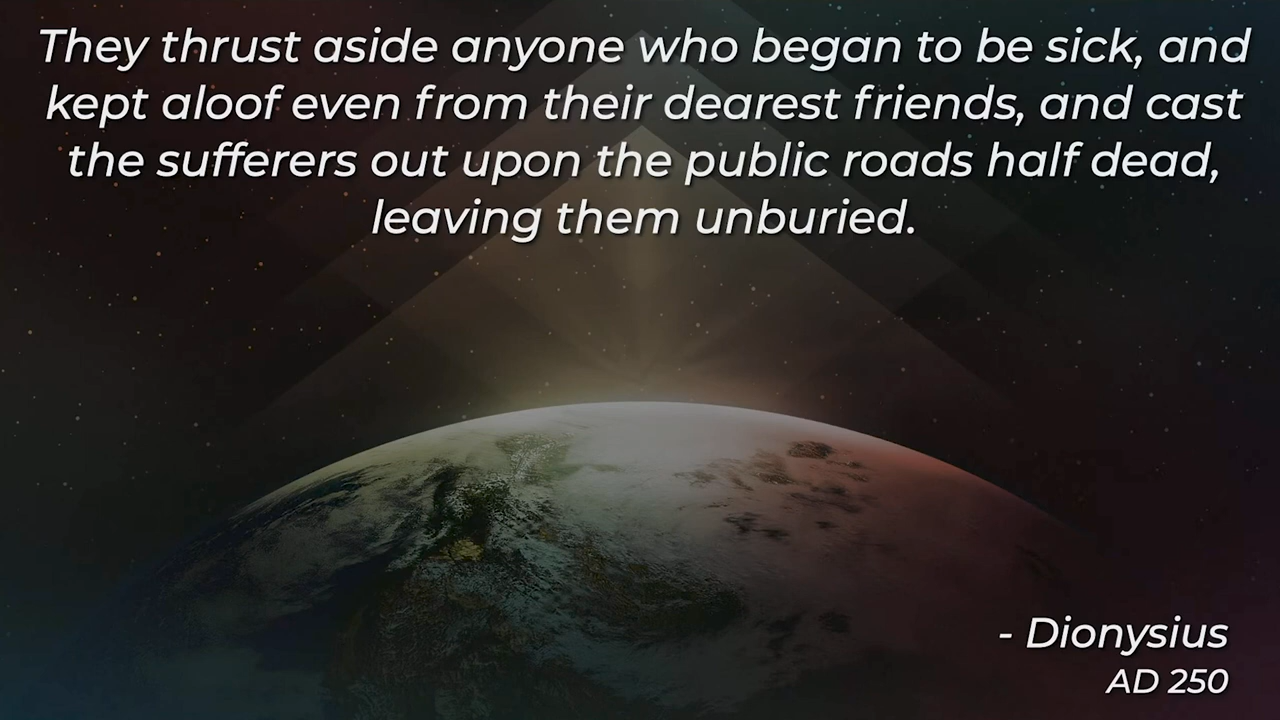 They thrust aside anyone who began to be sick, and
kept aloof even from their dearest friends, and cast
the sufferers out upon the public roads half dead,
leaving them unburied.
- Dionysius
AD 250